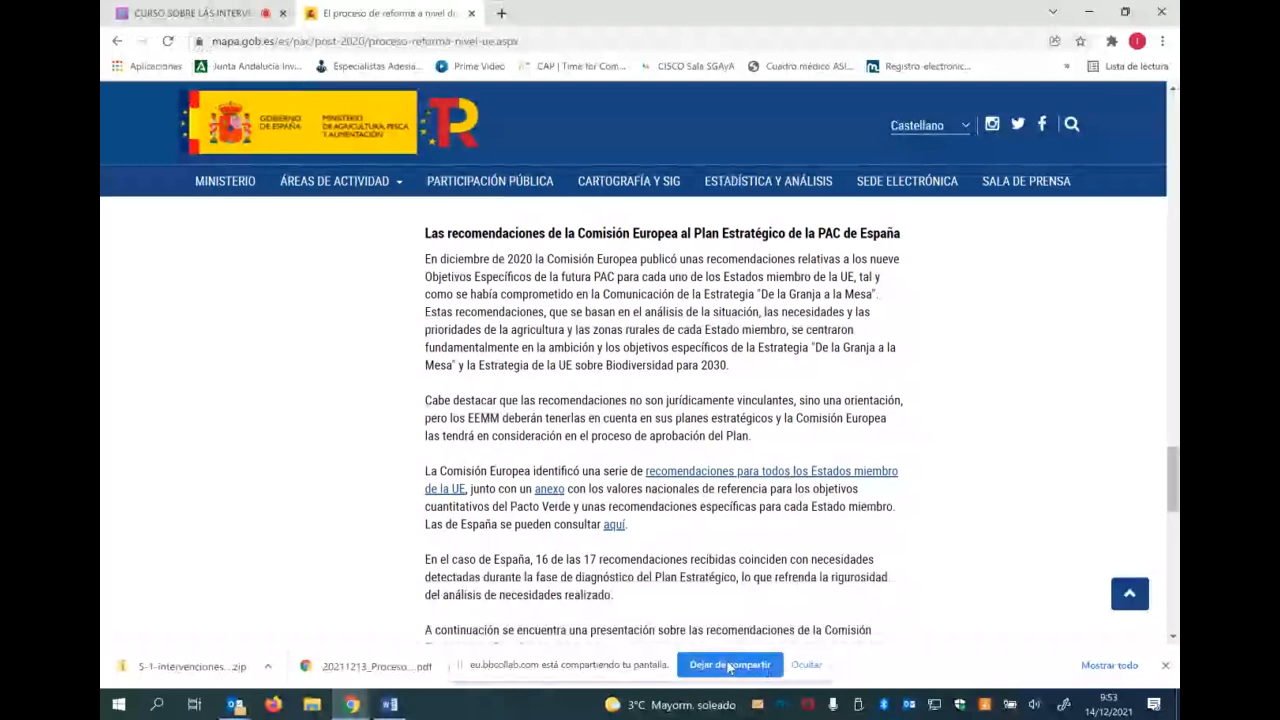 CURSO SOBRE LAS INTERVE
El proceso de reforma a nivel de
mapa.gob.es/es/pac/post-2020/proceso-reforma-nivel-ue.aspx
Aplicaciones
Junta Andalucía Inv...
Especialistas Adesia...
Prime Video
CAP | Time for Com...
CISCO Sala SGAyA
Cuadro médico ASI...
Registro electronic...
»
Lista de lectura
GOBIERNO DE ESPAÑA
MINISTERIO DE AGRICULTURA, PESCA Y ALIMENTACIÓN
Castellano
MINISTERIO
ÁREAS DE ACTIVIDAD
PARTICIPACIÓN PÚBLICA
CARTOGRAFÍA Y SIG
ESTADÍSTICA Y ANÁLISIS
SEDE ELECTRÓNICA
SALA DE PRENSA
Las recomendaciones de la Comisión Europea al Plan Estratégico de la PAC de España
En diciembre de 2020 la Comisión Europea publicó unas recomendaciones relativas a los nueve
Objetivos Específicos de la futura PAC para cada uno de los Estados miembro de la UE, tal y
como se había comprometido en la Comunicación de la Estrategia "De la Granja a la Mesa".
Estas recomendaciones, que se basan en el análisis de la situación, las necesidades y las
prioridades de la agricultura y las zonas rurales de cada Estado miembro, se centraron
fundamentalmente en la ambición y los objetivos específicos de la Estrategia "De la Granja a la
Mesa" y la Estrategia de la UE sobre Biodiversidad para 2030.
Cabe destacar que las recomendaciones no son jurídicamente vinculantes, sino una orientación,
pero los EEMM deberán tenerlas en cuenta en sus planes estratégicos y la Comisión Europea
las tendrá en consideración en el proceso de aprobación del Plan.
La Comisión Europea identificó una serie de recomendaciones para todos los Estados miembro
de la UE, junto con un anexo con los valores nacionales de referencia para los objetivos
cuantitativos del Pacto Verde y unas recomendaciones específicas para cada Estado miembro.
Las de España se pueden consultar aquí.
En el caso de España, 16 de las 17 recomendaciones recibidas coinciden con necesidades
detectadas durante la fase de diagnóstico del Plan Estratégico, lo que refrenda la rigurosidad
del análisis de necesidades realizado.
A continuación se encuentra una presentación sobre las recomendaciones de la Comisión
5-1-intervenciones...zip
20211213_Proceso...pdf
eu.bbcollab.com está compartiendo tu pantalla.
Dejar de compartir
Ocultar
Mostrar todo
3°C Mayorm. soleado
9:53
14/12/2021